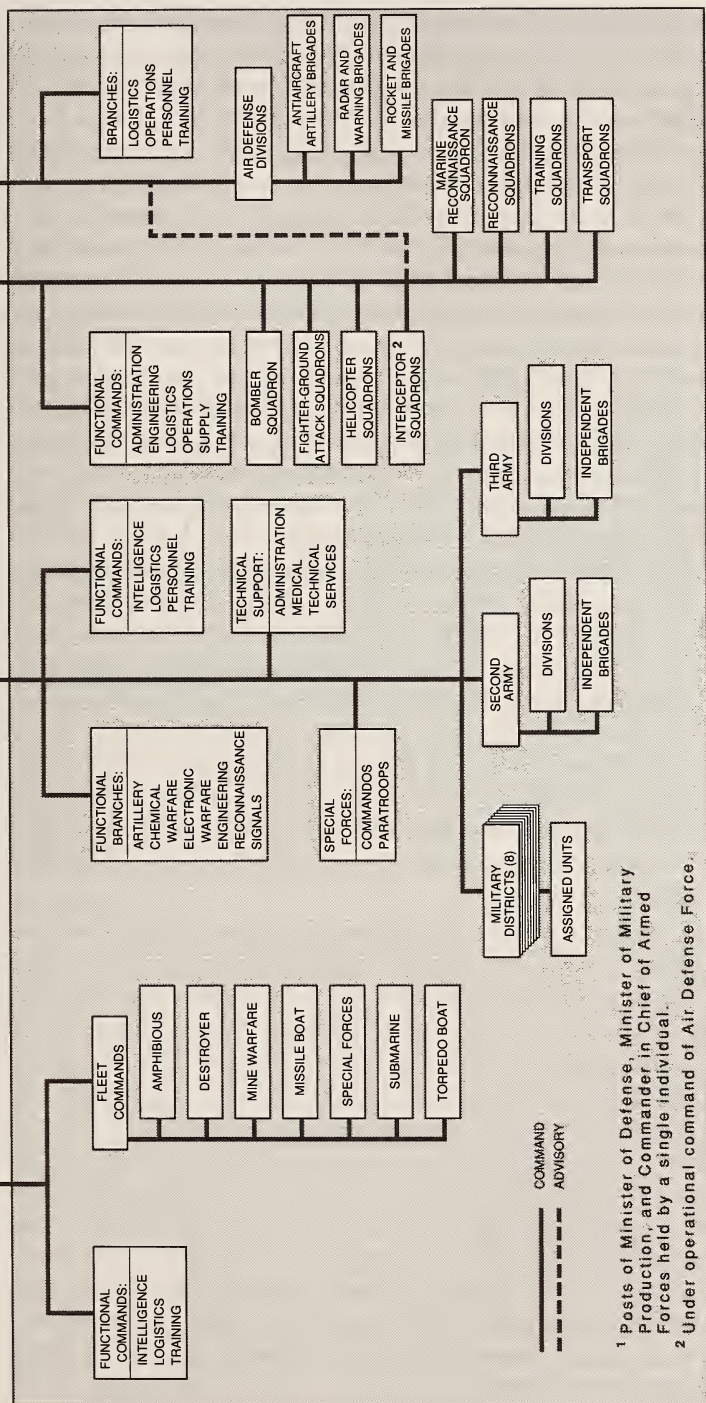 FUNCTIONAL
COMMANDS:
INTELLIGENCE
LOGISTICS
TRAINING
FLEET
COMMANDS
AMPHIBIOUS
DESTROYER
MINE WARFARE
MISSILE BOAT
SPECIAL FORCES
SUBMARINE
TORPEDO BOAT
FUNCTIONAL
BRANCHES:
ARTILLERY
CHEMICAL
WARFARE
ELECTRONIC
WARFARE
ENGINEERING
RECONNAISSANCE
SIGNALS
FUNCTIONAL
COMMANDS:
INTELLIGENCE
LOGISTICS
PERSONNEL
TRAINING
TECHNICAL
SUPPORT:
ADMINISTRATION
MEDICAL
TECHNICAL
SERVICES
SPECIAL
FORCES:
COMMANDOS
PARATROOPS
MILITARY
DISTRICTS (8)
ASSIGNED UNITS
SECOND
ARMY
DIVISIONS
INDEPENDENT
BRIGADES
THIRD
ARMY
DIVISIONS
INDEPENDENT
BRIGADES
FUNCTIONAL
COMMANDS:
ADMINISTRATION
ENGINEERING
LOGISTICS
OPERATIONS
SUPPLY
TRAINING
BOMBER
SQUADRON
FIGHTER-GROUND
ATTACK SQUADRONS
HELICOPTER
SQUADRONS
INTERCEPTOR 2
SQUADRONS
MARINE
RECONNAISSANCE
SQUADRON
RECONNNAISSANCE
SQUADRONS
TRAINING
SQUADRONS
TRANSPORT
SQUADRONS
BRANCHES:
LOGISTICS
OPERATIONS
PERSONNEL
TRAINING
AIR DEFENSE
DIVISIONS
ANTIAIRCRAFT
ARTILLERY BRIGADES
RADAR AND
WARNING BRIGADES
ROCKET AND
MISSILE BRIGADES
COMMAND
ADVISORY
1 Posts of Minister of Defense, Minister of Military
Production, and Commander in Chief of Armed
Forces held by a single individual.
2 Under operational command of Air Defense Force.